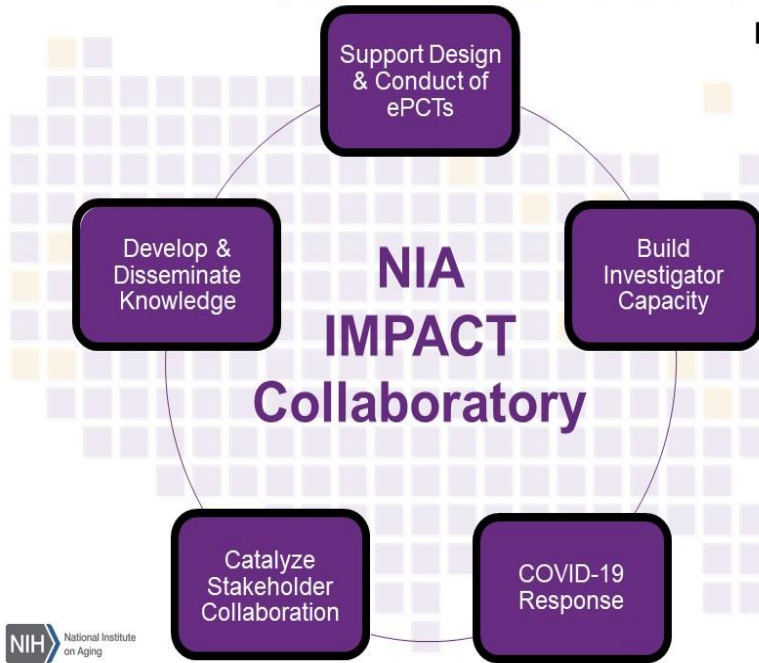 Support Design
& Conduct of
ePCTs
Develop &
Disseminate
Knowledge
NIA
IMPACT
Collaboratory
Build
Investigator
Capacity
Catalyze
Stakeholder
Collaboration
COVID-19
Response
NIH
National Institute
on Aging